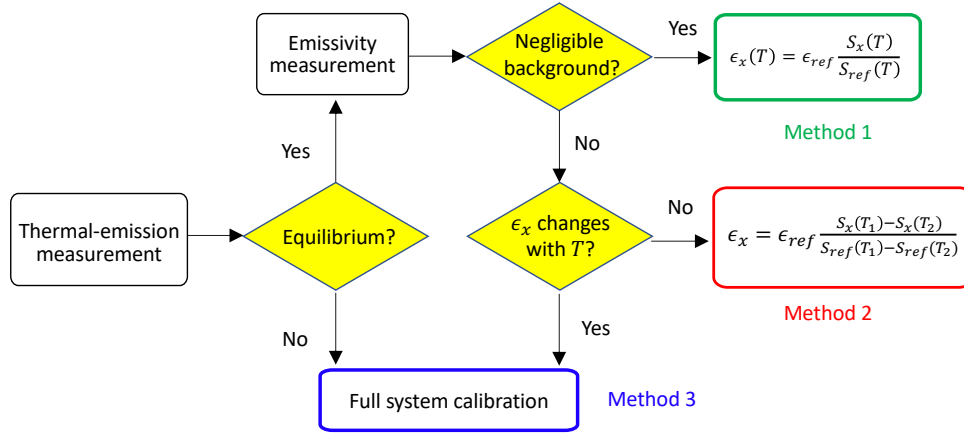 Emissivity
measurement
Negligible
background?
Yes
ϵ_x(T) = ϵ_ref S_x(T) / S_ref(T)
Method 1
No
Yes
Thermal-emission
measurement
Equilibrium?
ϵ_x changes
with T?
No
ϵ_x = ϵ_ref S_x(T_1)−S_x(T_2) / S_ref(T_1)−S_ref(T_2)
Method 2
No
Yes
Full system calibration
Method 3